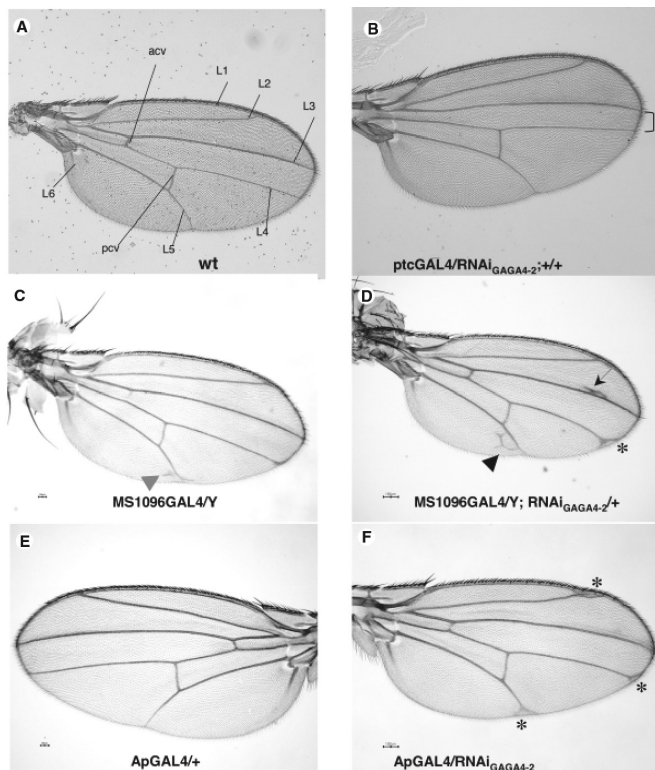 A
acv
L1
L2
L3
L6
pcv
L5
L4
wt
B
ptcGAL4/RNAiGAGA4-2;+/+
C
MS1096GAL4/Y
D
*
MS1096GAL4/Y; RNAiGAGA4-2/+
E
ApGAL4/+
F
*
*
*
ApGAL4/RNAiGAGA4-2